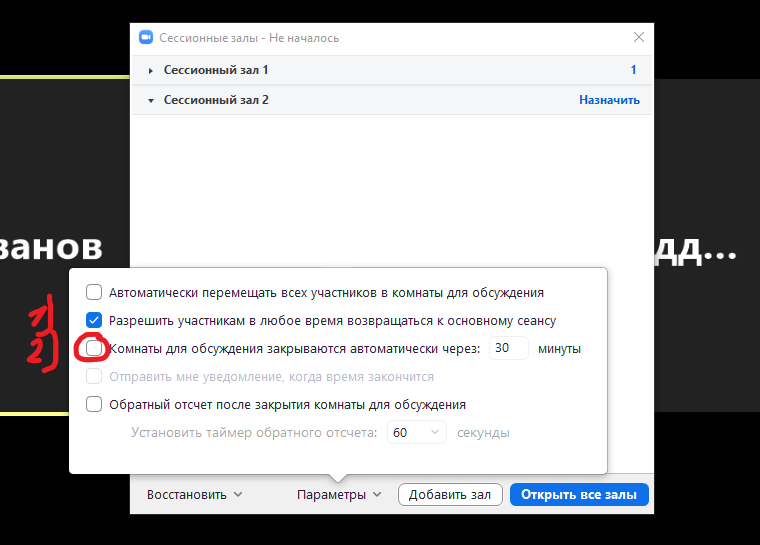 Сессионные залы - Не началось
Сессионный зал 1 1
Сессионный зал 2 Назначить
ванов
дд...
Автоматически перемещать всех участников в комнаты для обсуждения
Разрешить участникам в любое время возвращаться к основному сеансу
Комнаты для обсуждения закрываются автоматически через: 30 минуты
Отправить мне уведомление, когда время закончится
Обратный отсчет после закрытия комнаты для обсуждения
Установить таймер обратного отсчета: 60 секунды
1)
2)
Восстановить Параметры Добавить зал Открыть все залы